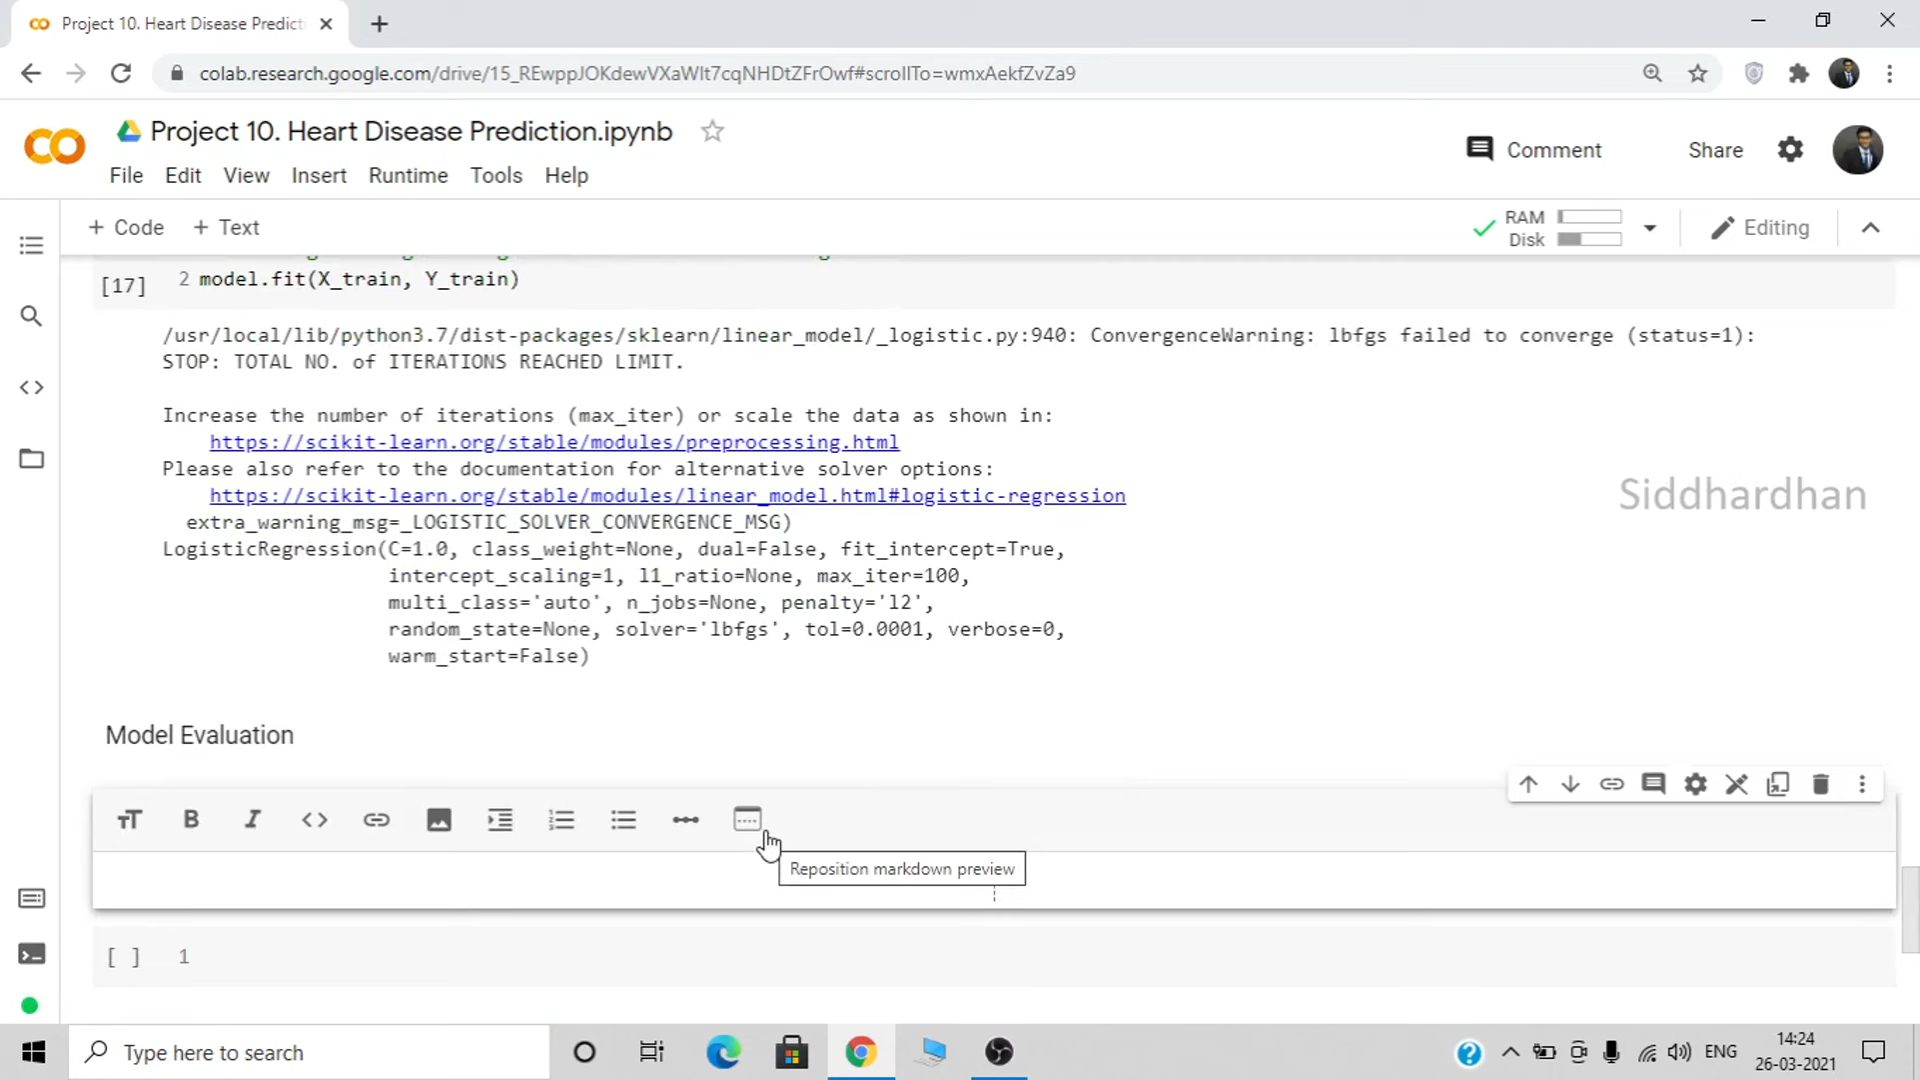 Project 10. Heart Disease Predicti
colab.research.google.com/drive/15_REwppJOKdewVXaWIt7cqNHDtZFrOwf#scrollTo=wmxAekfZvZa9
Project 10. Heart Disease Prediction.ipynb
Comment
Share
File Edit View Insert Runtime Tools Help
+ Code + Text
RAM
Disk
Editing
[17] 2 model.fit(X_train, Y_train)
/usr/local/lib/python3.7/dist-packages/sklearn/linear_model/_logistic.py:940: ConvergenceWarning: lbfgs failed to converge (status=1):
STOP: TOTAL NO. of ITERATIONS REACHED LIMIT.
Increase the number of iterations (max_iter) or scale the data as shown in:
https://scikit-learn.org/stable/modules/preprocessing.html
Please also refer to the documentation for alternative solver options:
https://scikit-learn.org/stable/modules/linear_model.html#logistic-regression
extra_warning_msg=_LOGISTIC_SOLVER_CONVERGENCE_MSG)
LogisticRegression(C=1.0, class_weight=None, dual=False, fit_intercept=True,
intercept_scaling=1, l1_ratio=None, max_iter=100,
multi_class='auto', n_jobs=None, penalty='l2',
random_state=None, solver='lbfgs', tol=0.0001, verbose=0,
warm_start=False)
Siddhardhan
Model Evaluation
Reposition markdown preview
[ ] 1
Type here to search
ENG
14:24
26-03-2021